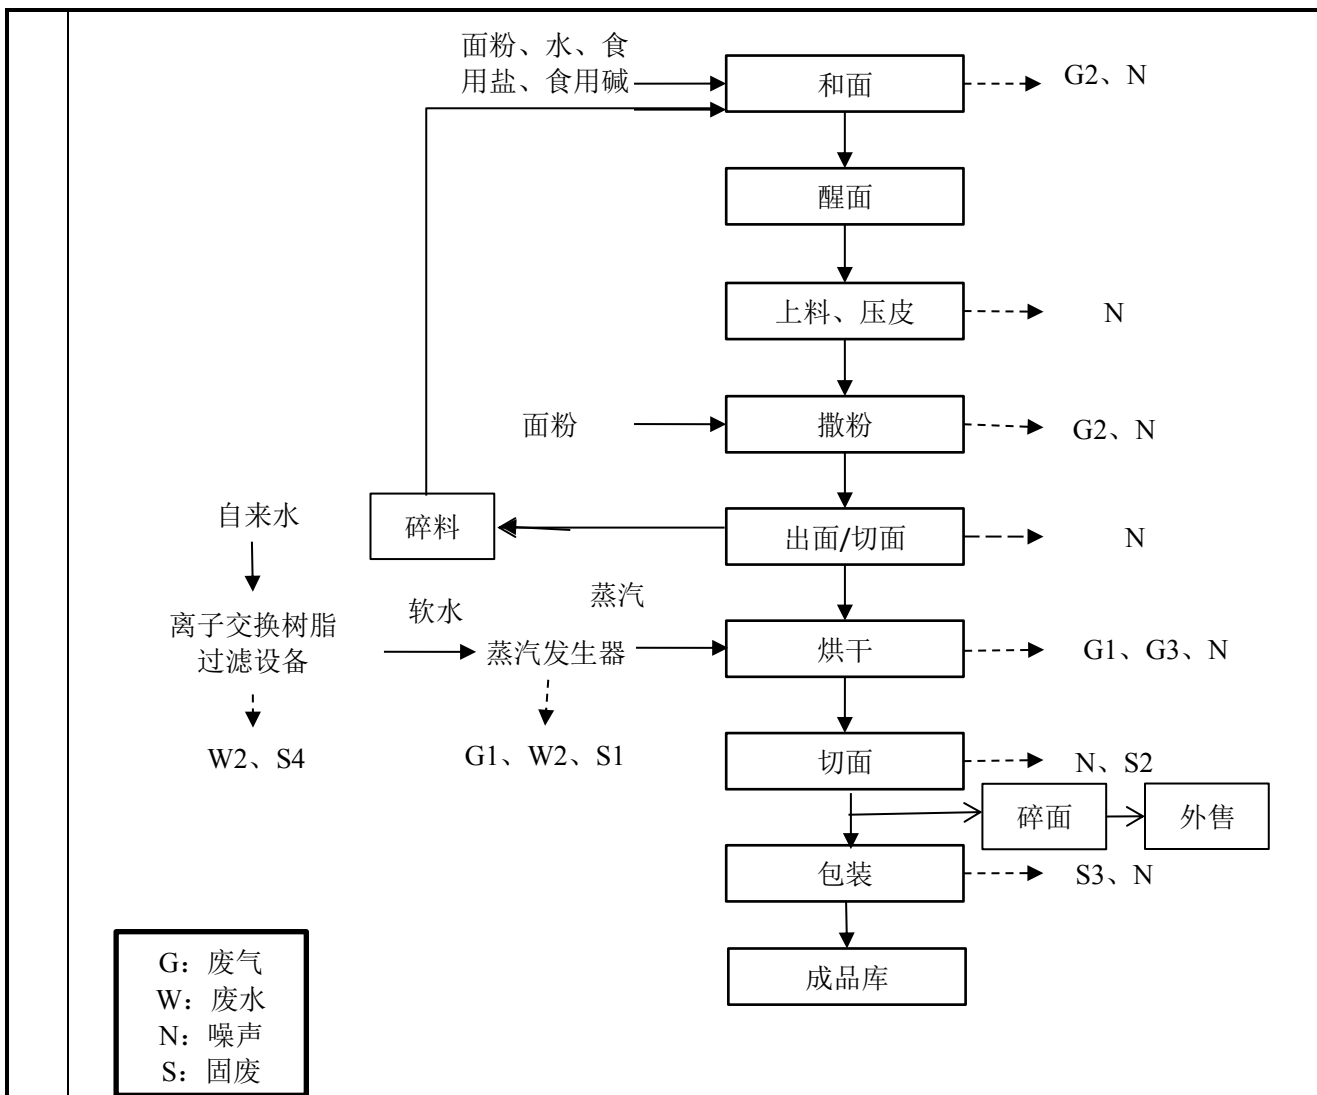 面粉、水、食
用盐、食用碱
和面
G2、N
醒面
上料、压皮
N
面粉
撒粉
G2、N
自来水
碎料
出面/切面
N
离子交换树脂
过滤设备
软水
蒸汽发生器
蒸汽
烘干
G1、G3、N
W2、S4
G1、W2、S1
切面
N、S2
碎面
外售
包装
S3、N
成品库
G：废气
W：废水
N：噪声
S：固废